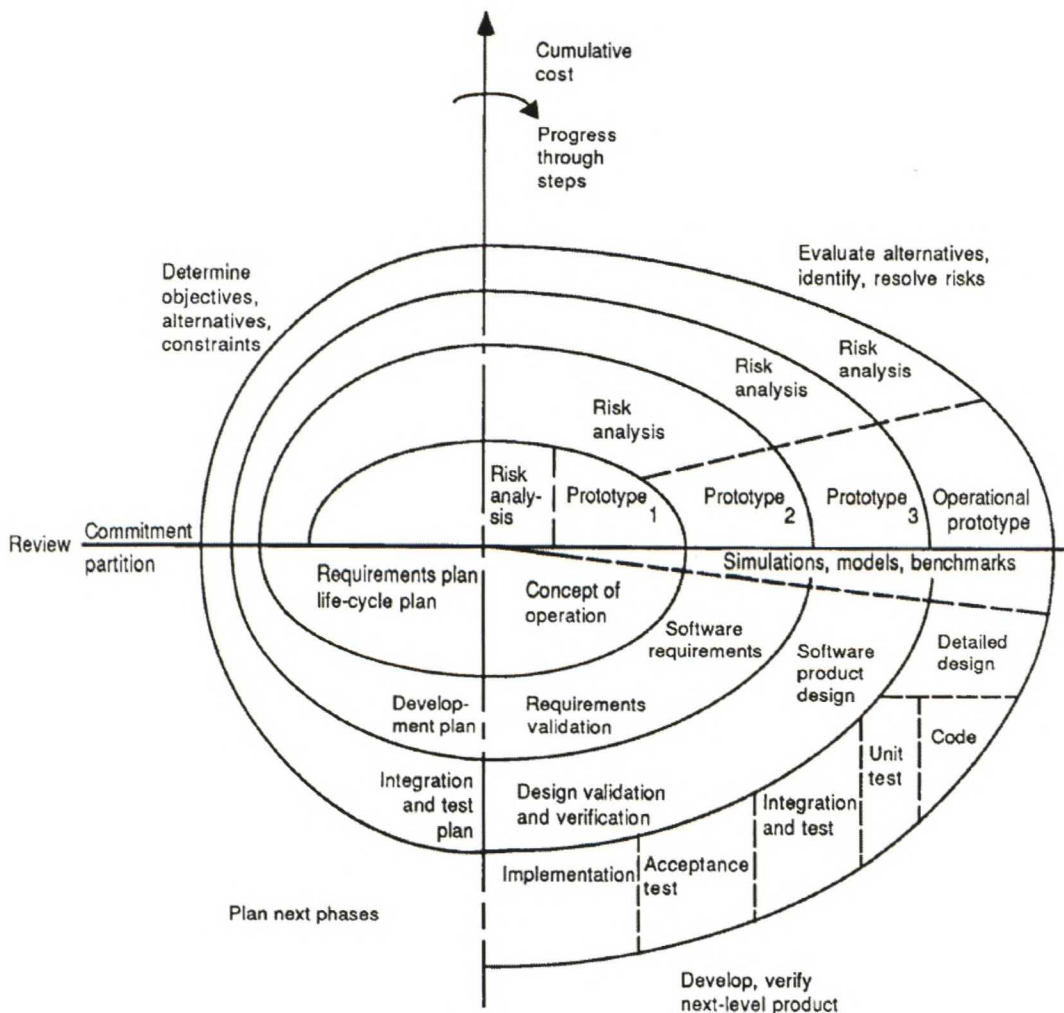 Cumulative
cost
Progress
through
steps
Evaluate alternatives,
identify, resolve risks
Determine
objectives,
alternatives,
constraints
Risk
analysis
Risk
analysis
Risk
analysis
Risk
analy-
sis
Prototype 1
Prototype 2
Prototype 3
Operational
prototype
Review
Commitment
partition
Simulations, models, benchmarks
Requirements plan
life-cycle plan
Concept of
operation
Software
requirements
Software
product
design
Detailed
design
Develop-
ment plan
Requirements
validation
Code
Unit
test
Integration
and test
plan
Design validation
and verification
Integration
and test
Acceptance
test
Implementation
Plan next phases
Develop, verify
next-level product